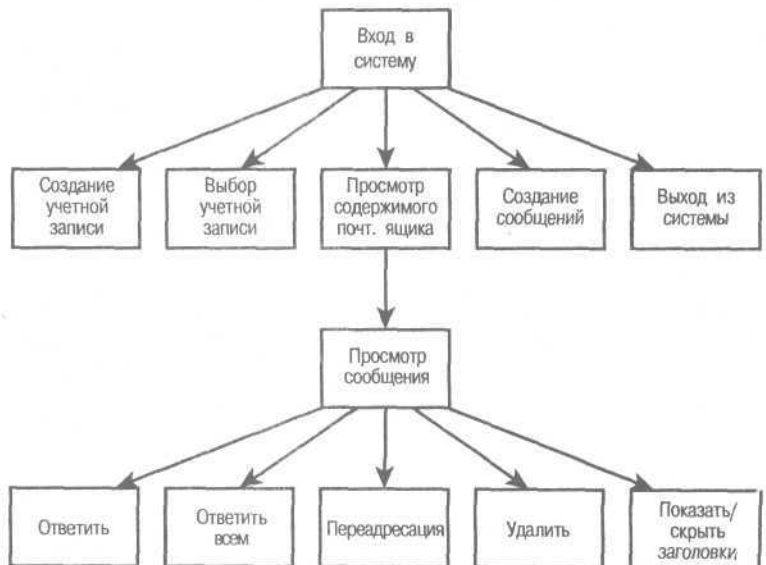 Вход в
систему
Создание
учетной
записи
Выбор
учетной
записи
Просмотр
содержимого
почт. ящика
Создание
сообщений
Выход из
системы
Просмотр
сообщения
Ответить
Ответить
всем
Переадресация
Удалить
Показать/
скрыть
заголовки